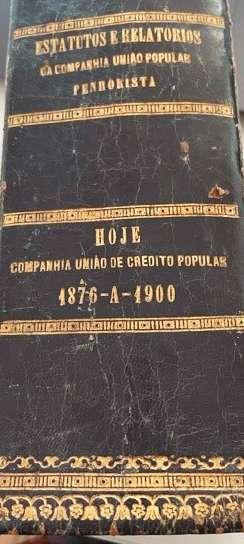 ESTATUTOS E RELATORIOS
DA COMPANHIA UNIÃO POPULAR
PENHORISTA
HOJE
COMPANHIA UNIÃO DE CREDITO POPULAR
1876-A-1900